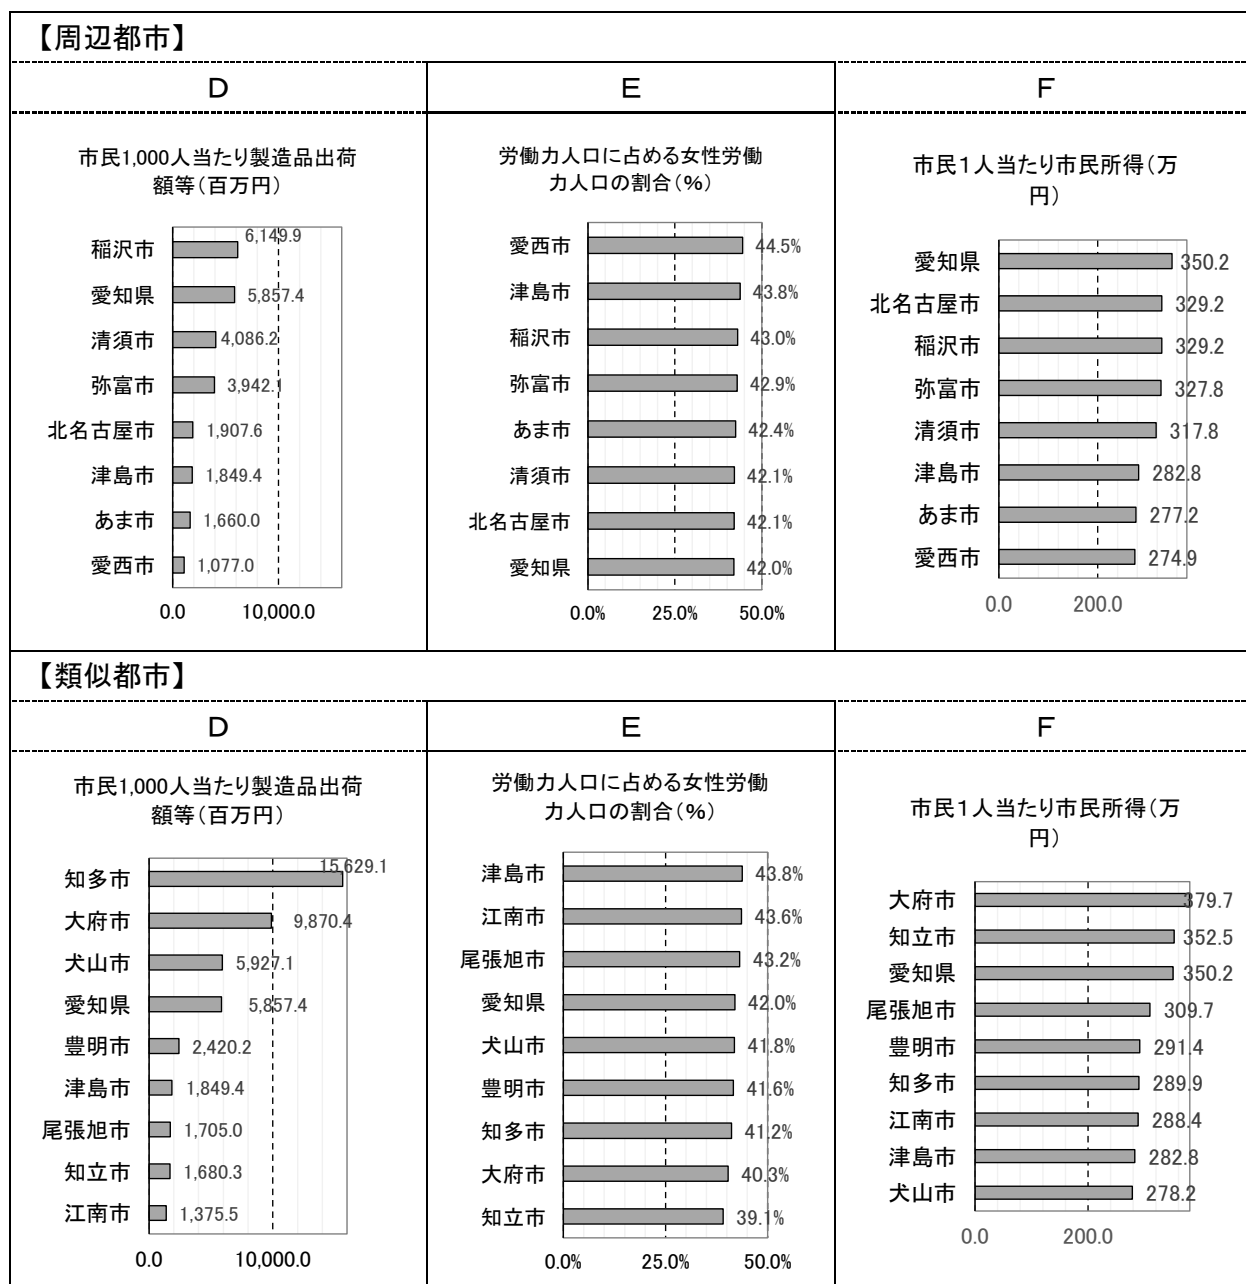 【周辺都市】
D
E
F
市民1,000人当たり製造品出荷
額等(百万円)
稲沢市 6,149.9
愛知県 5,857.4
清須市 4,086.2
弥富市 3,942.1
北名古屋市 1,907.6
津島市 1,849.4
あま市 1,660.0
愛西市 1,077.0
0.0 10,000.0
労働力人口に占める女性労働
力人口の割合(%)
愛西市 44.5%
津島市 43.8%
稲沢市 43.0%
弥富市 42.9%
あま市 42.4%
清須市 42.1%
北名古屋市 42.1%
愛知県 42.0%
0.0% 25.0% 50.0%
市民1人当たり市民所得(万
円)
愛知県 350.2
北名古屋市 329.2
稲沢市 329.2
弥富市 327.8
清須市 317.8
津島市 282.8
あま市 277.2
愛西市 274.9
0.0 200.0
【類似都市】
D
E
F
市民1,000人当たり製造品出荷
額等(百万円)
知多市 15,629.1
大府市 9,870.4
犬山市 5,927.1
愛知県 5,857.4
豊明市 2,420.2
津島市 1,849.4
尾張旭市 1,705.0
知立市 1,680.3
江南市 1,375.5
0.0 10,000.0
労働力人口に占める女性労働
力人口の割合(%)
津島市 43.8%
江南市 43.6%
尾張旭市 43.2%
愛知県 42.0%
犬山市 41.8%
豊明市 41.6%
知多市 41.2%
大府市 40.3%
知立市 39.1%
0.0% 25.0% 50.0%
市民1人当たり市民所得(万
円)
大府市 379.7
知立市 352.5
愛知県 350.2
尾張旭市 309.7
豊明市 291.4
知多市 289.9
江南市 288.4
津島市 282.8
犬山市 278.2
0.0 200.0